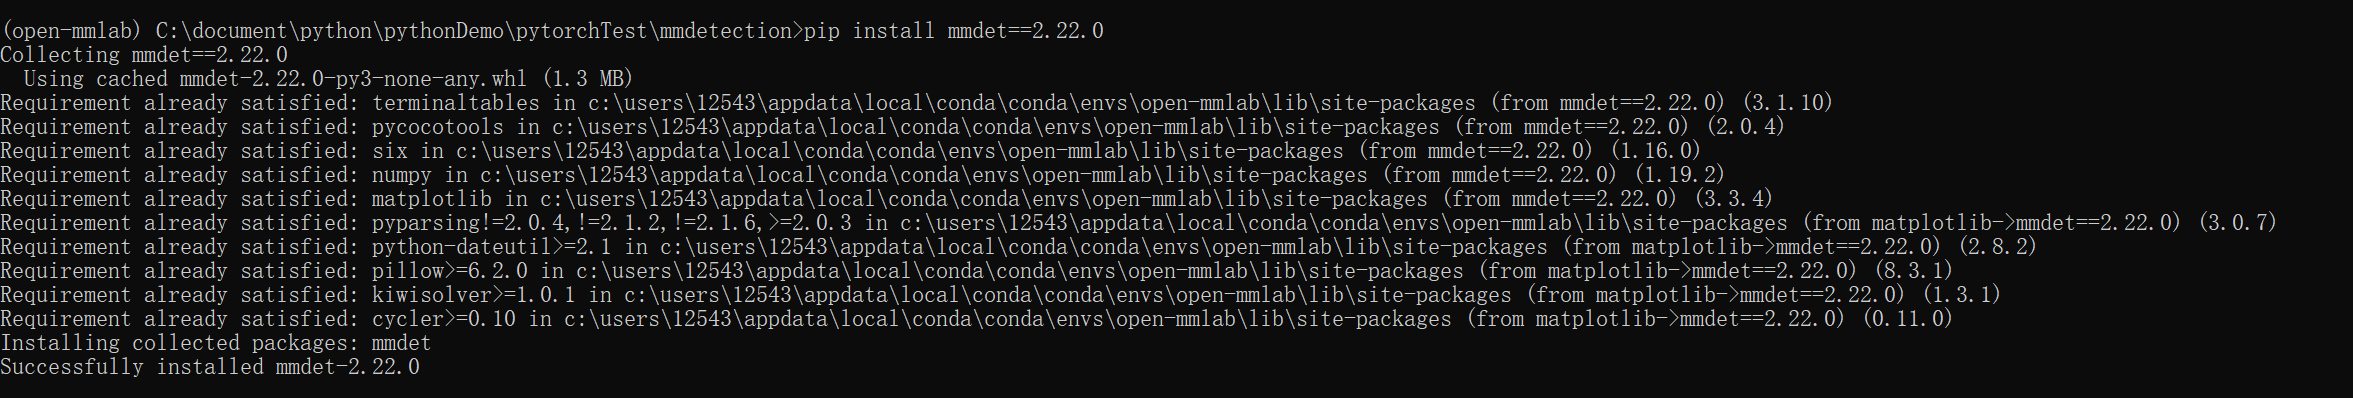 (open-mmlab) C:\document\python\pythonDemo\pytorchTest\mmdetection>pip install mmdet==2.22.0
Collecting mmdet==2.22.0
  Using cached mmdet-2.22.0-py3-none-any.whl (1.3 MB)
Requirement already satisfied: terminaltables in c:\users\12543\appdata\local\conda\conda\envs\open-mmlab\lib\site-packages (from mmdet==2.22.0) (3.1.10)
Requirement already satisfied: pycocotools in c:\users\12543\appdata\local\conda\conda\envs\open-mmlab\lib\site-packages (from mmdet==2.22.0) (2.0.4)
Requirement already satisfied: six in c:\users\12543\appdata\local\conda\conda\envs\open-mmlab\lib\site-packages (from mmdet==2.22.0) (1.16.0)
Requirement already satisfied: numpy in c:\users\12543\appdata\local\conda\conda\envs\open-mmlab\lib\site-packages (from mmdet==2.22.0) (1.19.2)
Requirement already satisfied: matplotlib in c:\users\12543\appdata\local\conda\conda\envs\open-mmlab\lib\site-packages (from mmdet==2.22.0) (3.3.4)
Requirement already satisfied: pyparsing!=2.0.4,!=2.1.2,!=2.1.6,>=2.0.3 in c:\users\12543\appdata\local\conda\conda\envs\open-mmlab\lib\site-packages (from matplotlib->mmdet==2.22.0) (3.0.7)
Requirement already satisfied: python-dateutil>=2.1 in c:\users\12543\appdata\local\conda\conda\envs\open-mmlab\lib\site-packages (from matplotlib->mmdet==2.22.0) (2.8.2)
Requirement already satisfied: pillow>=6.2.0 in c:\users\12543\appdata\local\conda\conda\envs\open-mmlab\lib\site-packages (from matplotlib->mmdet==2.22.0) (8.3.1)
Requirement already satisfied: kiwisolver>=1.0.1 in c:\users\12543\appdata\local\conda\conda\envs\open-mmlab\lib\site-packages (from matplotlib->mmdet==2.22.0) (1.3.1)
Requirement already satisfied: cycler>=0.10 in c:\users\12543\appdata\local\conda\conda\envs\open-mmlab\lib\site-packages (from matplotlib->mmdet==2.22.0) (0.11.0)
Installing collected packages: mmdet
Successfully installed mmdet-2.22.0